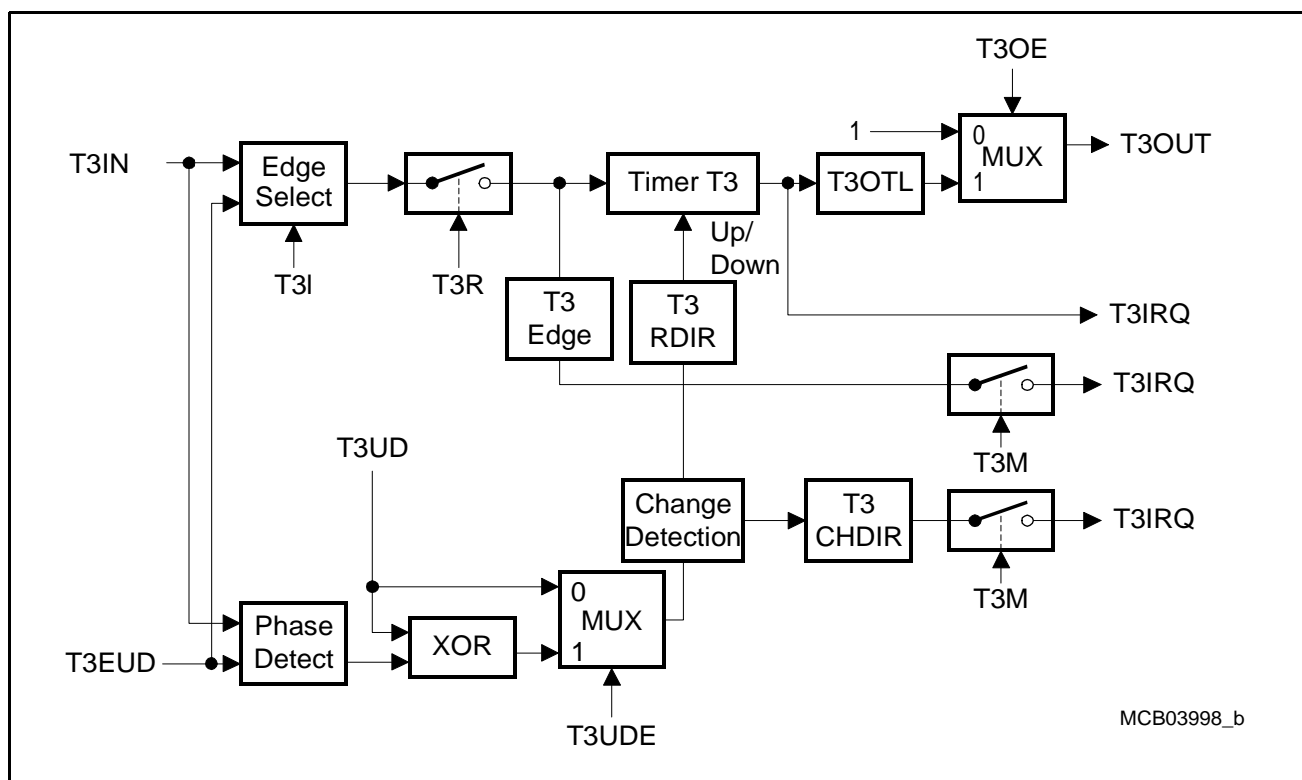 T3OE
1
0
MUX
1
T3OUT
T3IN
Edge
Select
Timer T3
T3OTL
Up/
Down
T3I
T3R
T3
Edge
T3
RDIR
T3IRQ
T3IRQ
T3M
T3UD
Change
Detection
T3
CHDIR
T3IRQ
T3M
0
MUX
1
Phase
Detect
XOR
T3EUD
T3UDE
MCB03998_b